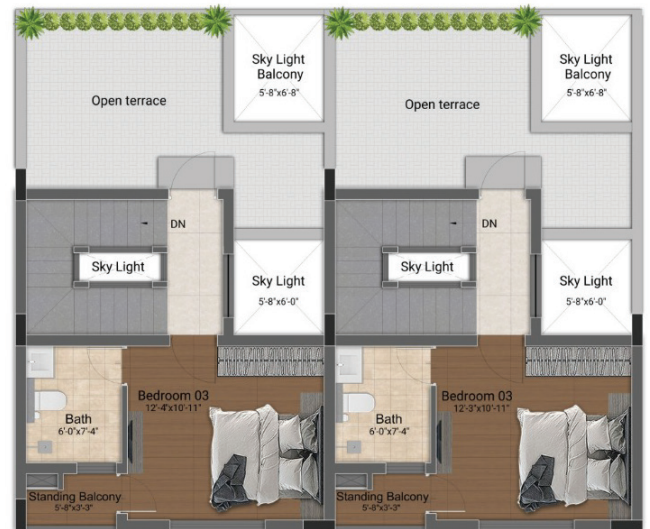 Sky Light
Balcony
5'-8"x6'-8"
Open terrace
DN
Sky Light
Sky Light
5'-8"x6'-0"
Bedroom 03
12'-4"x10'-11"
Bath
6'-0"x7'-4"
Standing Balcony
5'-8"x3'-3"
Sky Light
Balcony
5'-8"x6'-8"
Open terrace
DN
Sky Light
Sky Light
5'-8"x6'-0"
Bedroom 03
12'-3"x10'-11"
Bath
6'-0"x7'-4"
Standing Balcony
5'-8"x3'-3"